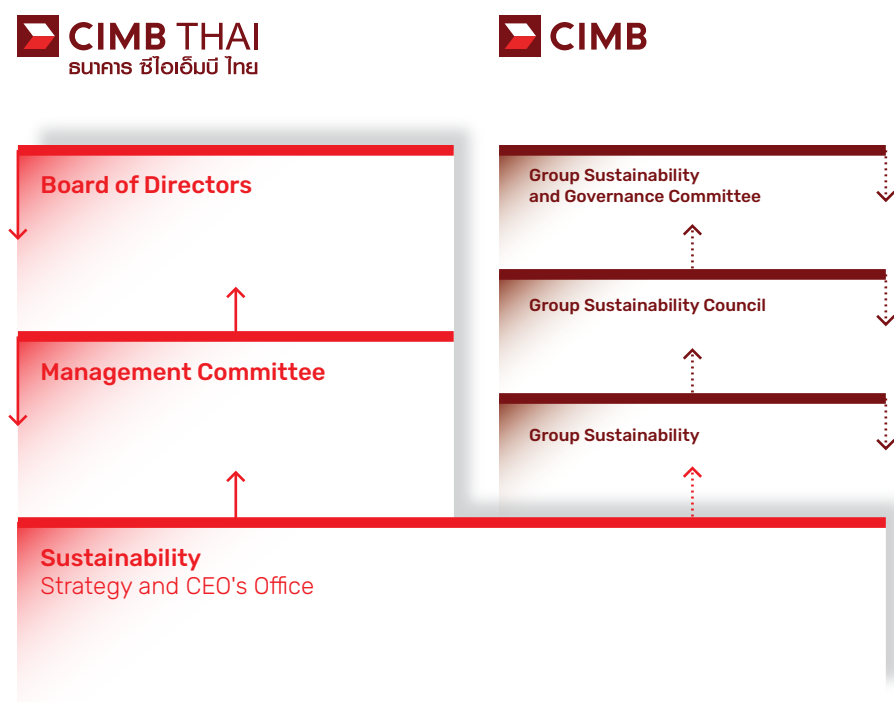 CIMB THAI
ธนาคาร ซีไอเอ็มบี ไทย
CIMB
Board of Directors
Management Committee
Group Sustainability
and Governance Committee
Group Sustainability Council
Group Sustainability
Sustainability
Strategy and CEO's Office